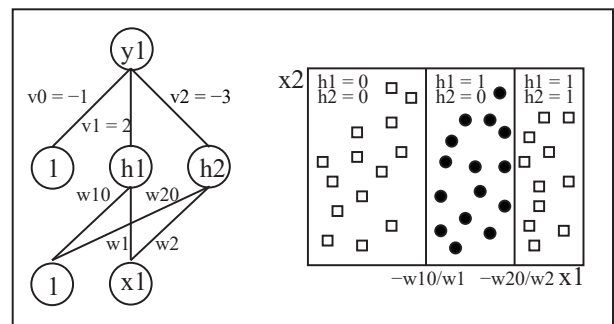 y1
v0 = −1
v2 = −3
v1 = 2
1
h1
h2
w10
w20
w1
w2
1
x1
x2
h1 = 0
h2 = 0
h1 = 1
h2 = 0
h1 = 1
h2 = 1
−w10/w1
−w20/w2
x1